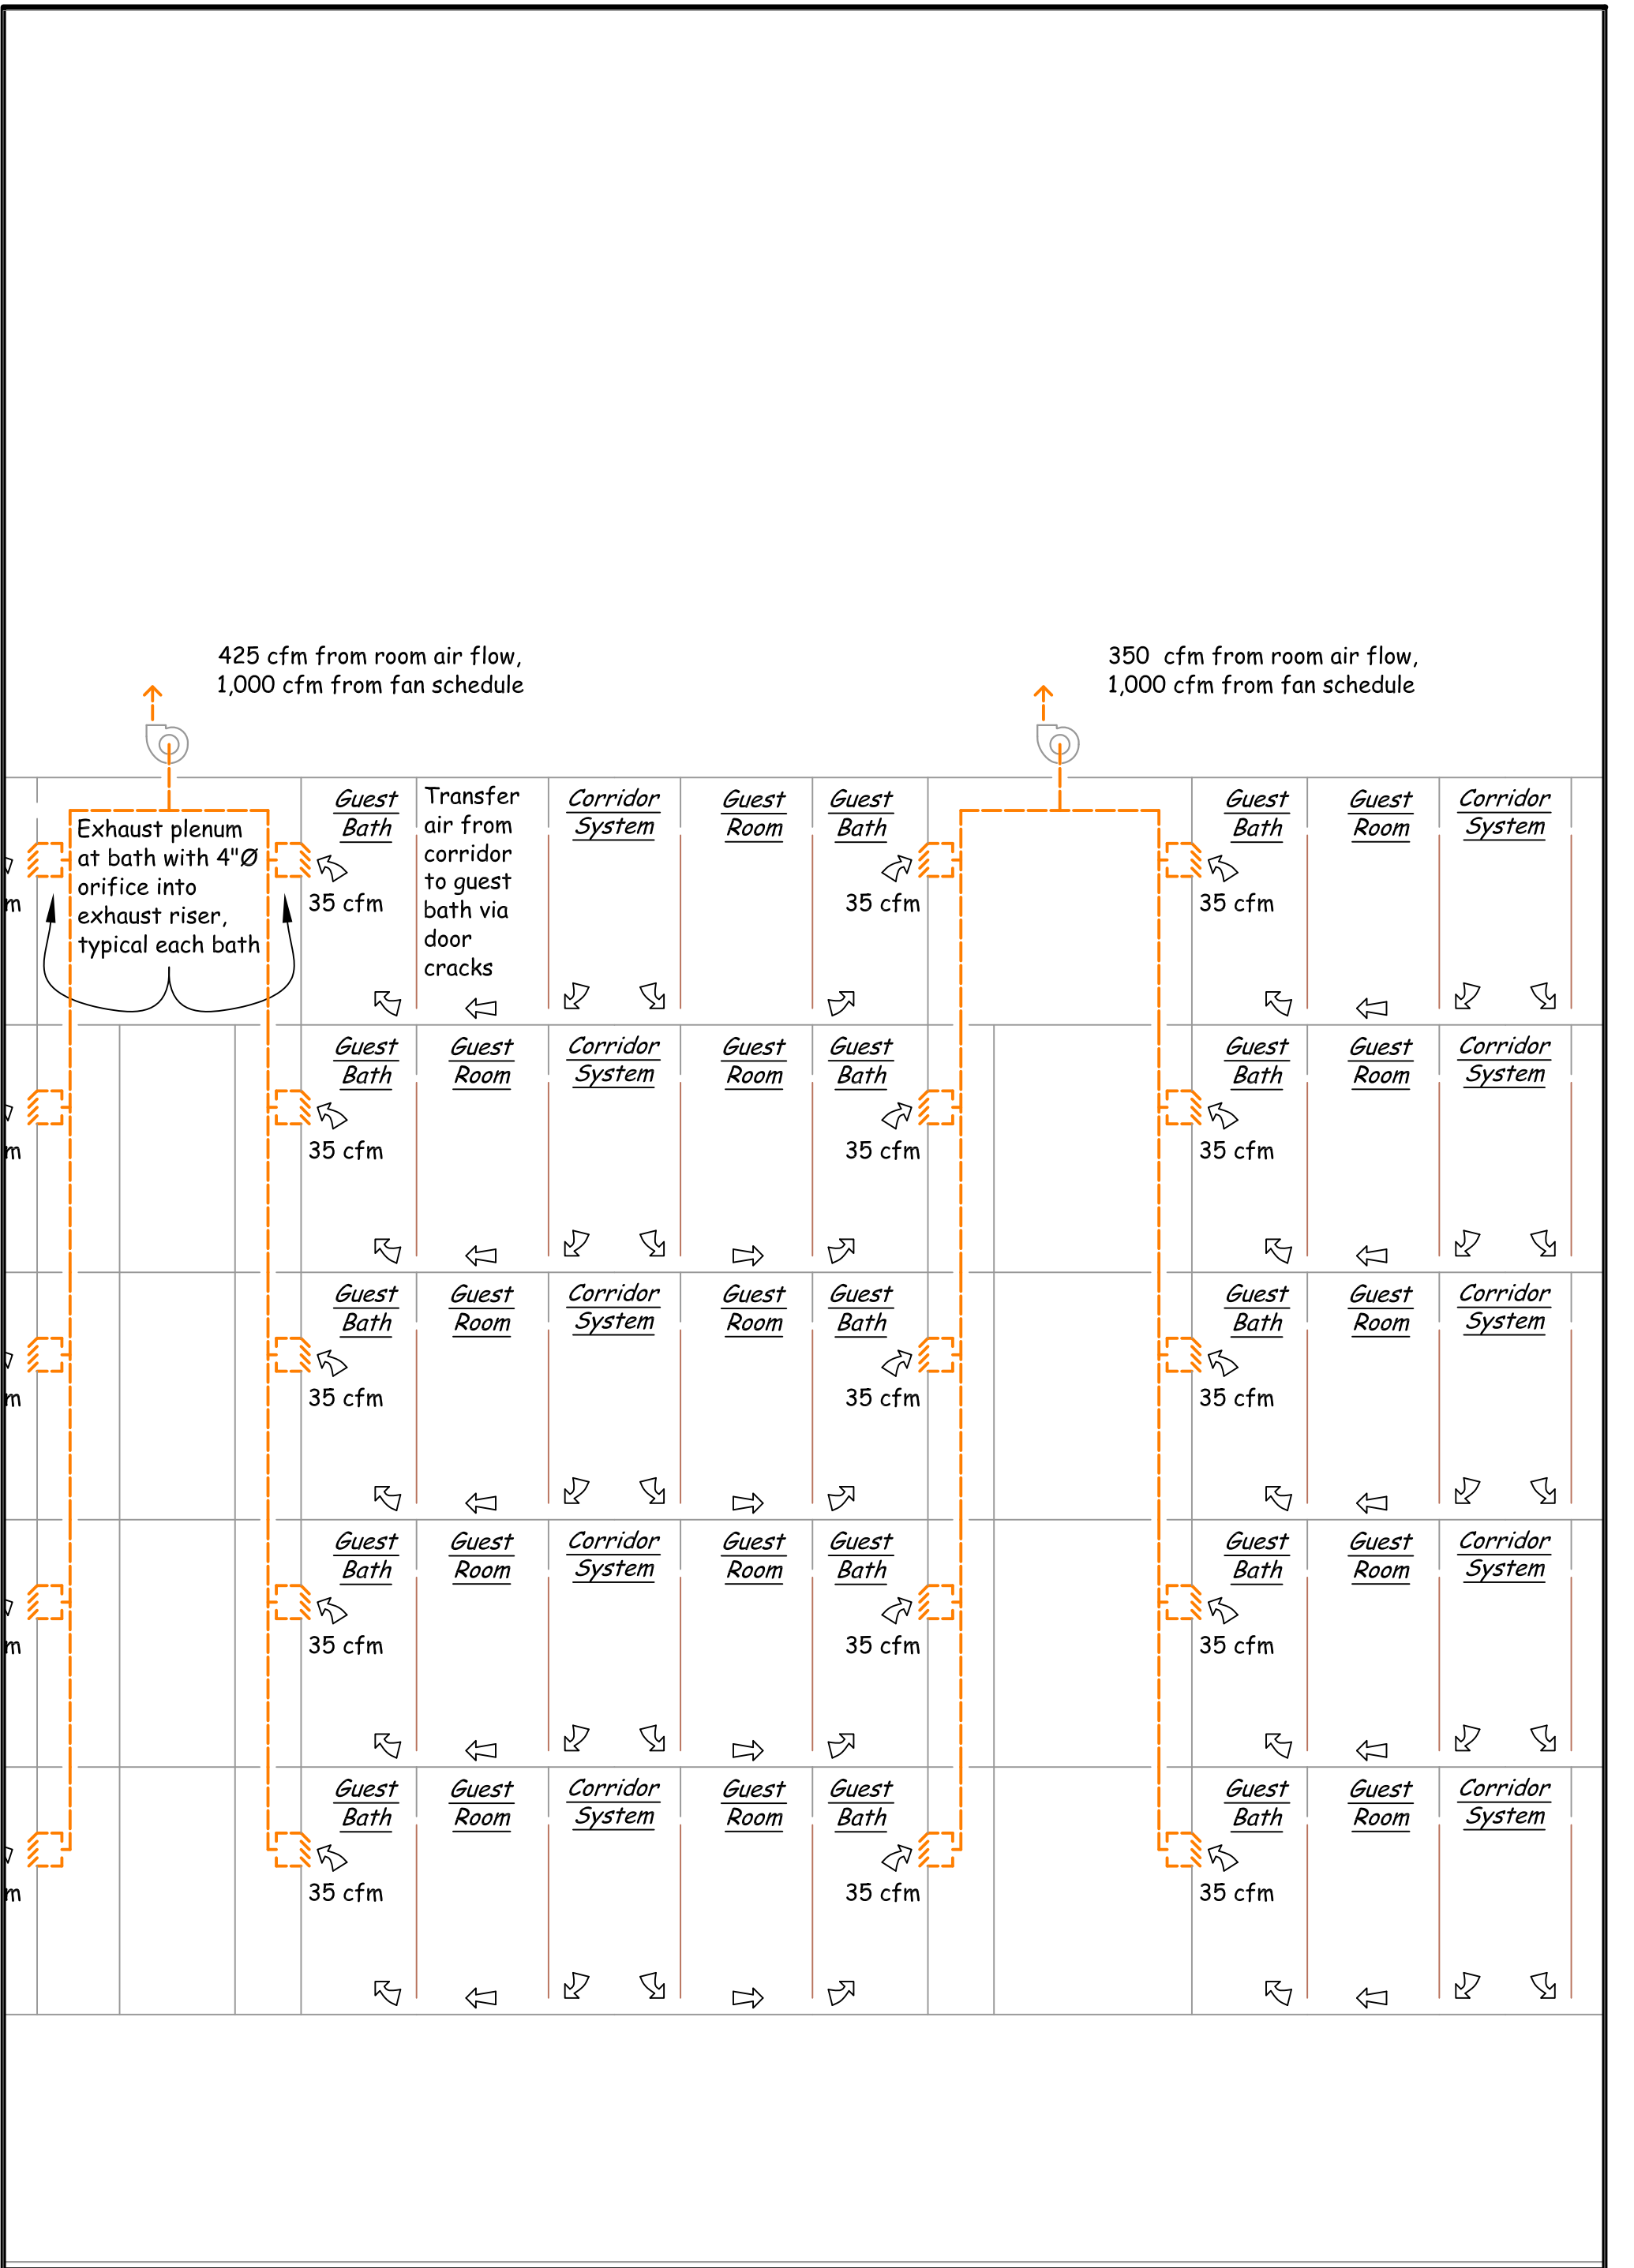 425 cfm from room air flow,
1,000 cfm from fan schedule
350 cfm from room air flow,
1,000 cfm from fan schedule
Exhaust plenum
at bath with 4"Ø
orifice into
exhaust riser,
typical each bath
Guest
Bath
Transfer
air from
corridor
to guest
bath via
door
cracks
Corridor
System
Guest
Room
Guest
Bath
Guest
Bath
Guest
Room
Corridor
System
m
35 cfm
35 cfm
35 cfm
Guest
Bath
Guest
Room
Corridor
System
Guest
Room
Guest
Bath
Guest
Bath
Guest
Room
Corridor
System
m
35 cfm
35 cfm
35 cfm
Guest
Bath
Guest
Room
Corridor
System
Guest
Room
Guest
Bath
Guest
Bath
Guest
Room
Corridor
System
m
35 cfm
35 cfm
35 cfm
Guest
Bath
Guest
Room
Corridor
System
Guest
Room
Guest
Bath
Guest
Bath
Guest
Room
Corridor
System
m
35 cfm
35 cfm
35 cfm
Guest
Bath
Guest
Room
Corridor
System
Guest
Room
Guest
Bath
Guest
Bath
Guest
Room
Corridor
System
m
35 cfm
35 cfm
35 cfm